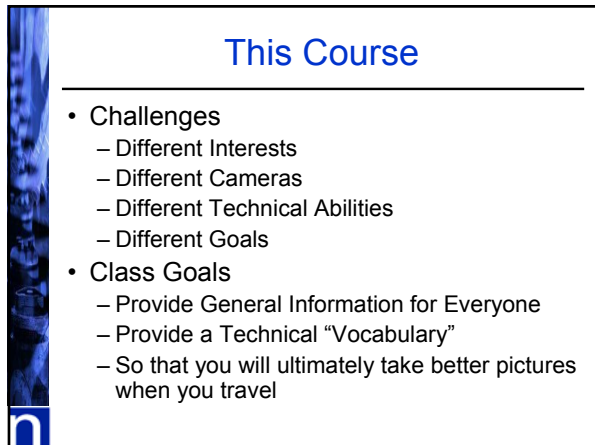 This Course
• Challenges
– Different Interests
– Different Cameras
– Different Technical Abilities
– Different Goals
• Class Goals
– Provide General Information for Everyone
– Provide a Technical “Vocabulary”
– So that you will ultimately take better pictures
when you travel
n